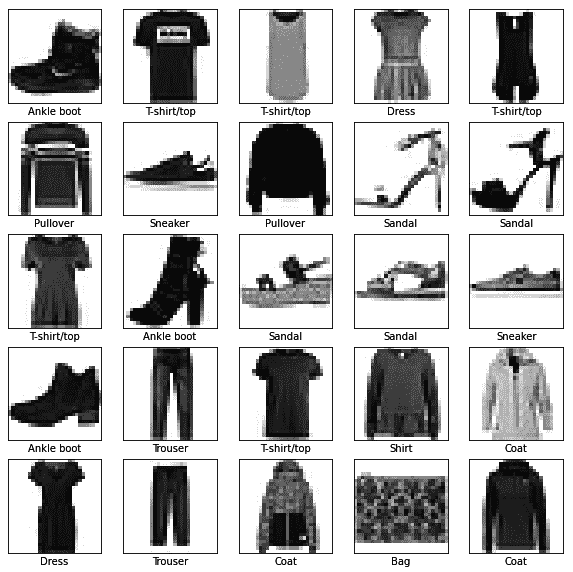 Ankle boot T-shirt/top T-shirt/top Dress T-shirt/top
Pullover Sneaker Pullover Sandal Sandal
T-shirt/top Ankle boot Sandal Sandal Sneaker
Ankle boot Trouser T-shirt/top Shirt Coat
Dress Trouser Coat Bag Coat